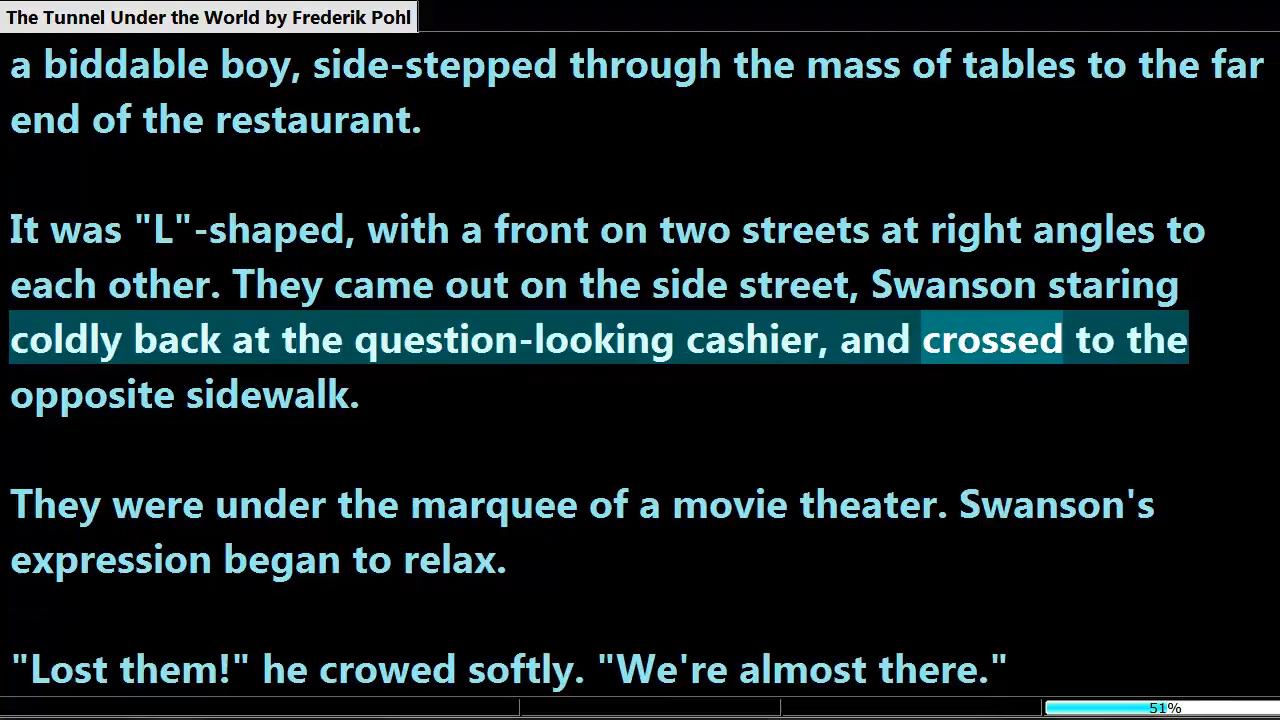 The Tunnel Under the World by Frederik Pohl
a biddable boy, side-stepped through the mass of tables to the far
end of the restaurant.
It was "L"-shaped, with a front on two streets at right angles to
each other. They came out on the side street, Swanson staring
coldly back at the question-looking cashier, and crossed to the
opposite sidewalk.
They were under the marquee of a movie theater. Swanson's
expression began to relax.
"Lost them!" he crowed softly. "We're almost there."
51%